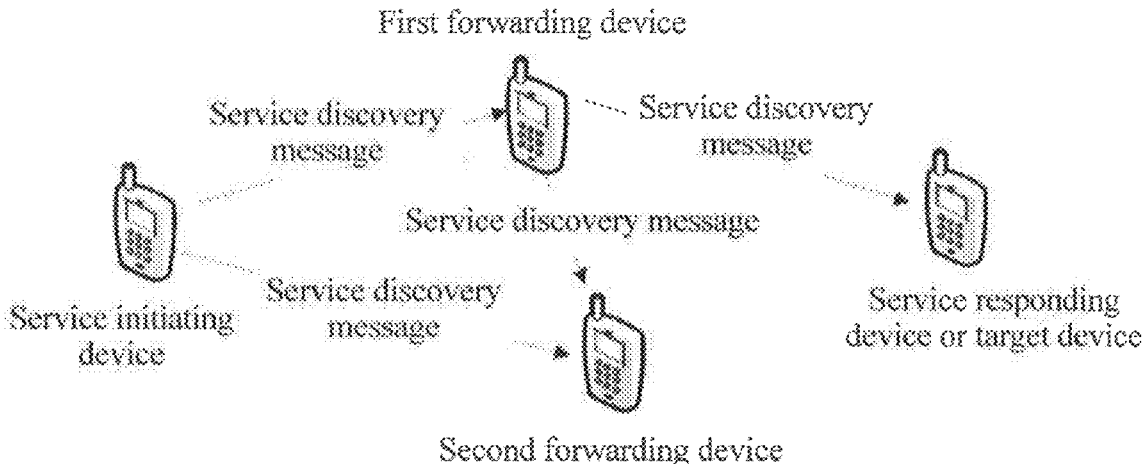 First forwarding device
Service discovery
message
Service discovery
message
Service discovery message
Service discovery
message
Service initiating
device
Service responding
device or target device
Second forwarding device